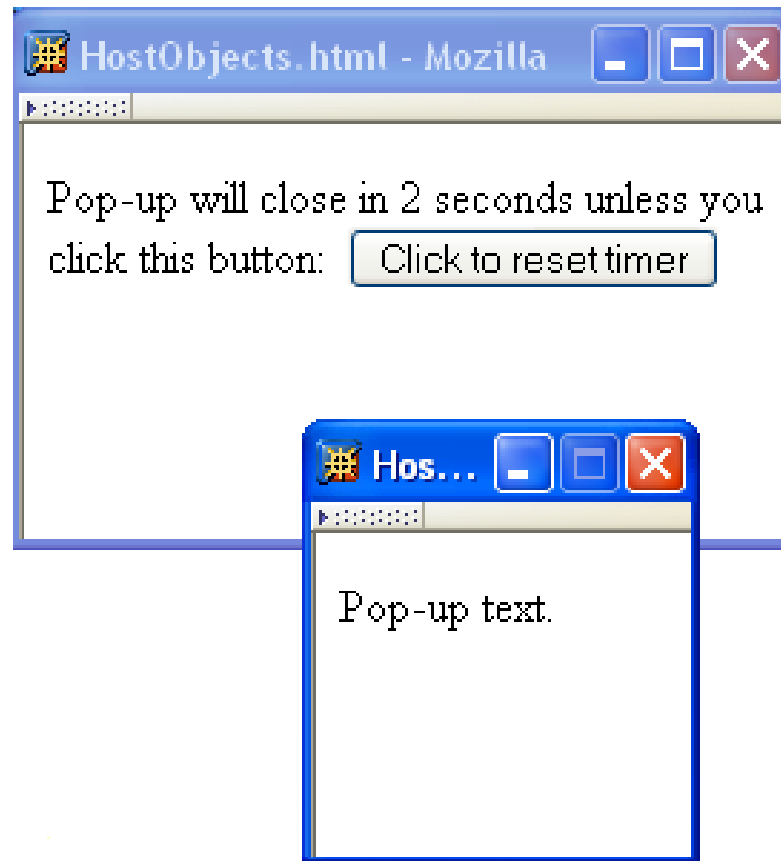 HostObjects.html - Mozilla
Pop-up will close in 2 seconds unless you
click this button: Click to reset timer
Hos...
Pop-up text.